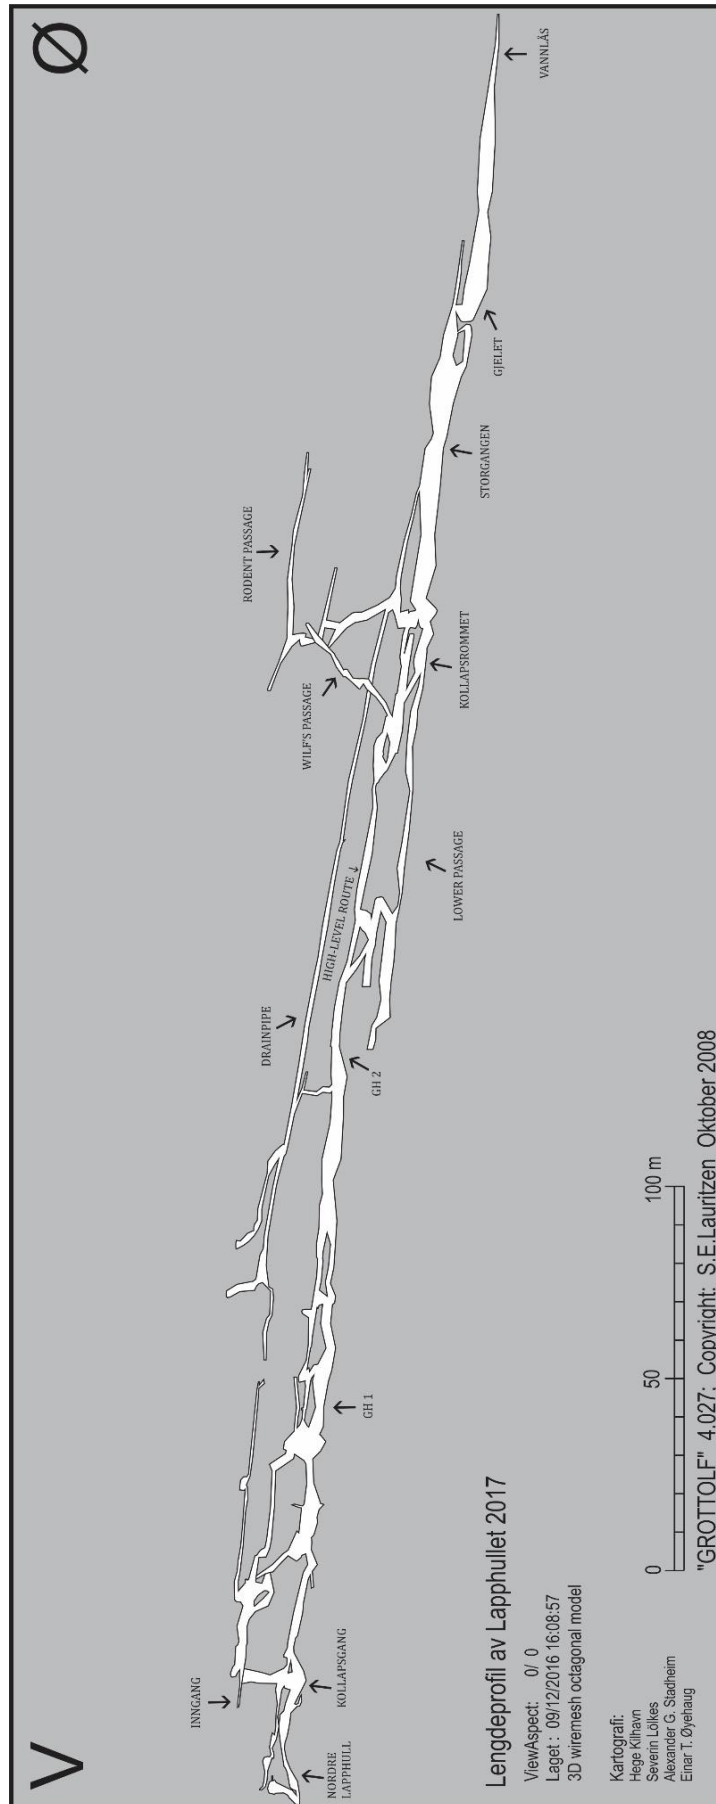 V
Ø
INNGANG
NORDRE
LAPPHULL
KOLLAPSGANG
GH 1
DRAINPIPE
GH 2
HIGH-LEVEL ROUTE ↓
LOWER PASSAGE
WILF'S PASSAGE
RODENT PASSAGE
KOLLAPSROMMET
STORGANGEN
GJELET
VANNLÅS
Lengdeprofil av Lapphullet 2017
ViewAspect: 0/ 0
Laget : 09/12/2016 16:08:57
3D wiremesh octagonal model
Kartografi:
Hege Kilhavn
Severin Lölkes
Alexander G. Stadheim
Einar T. Øyehaug
0 50 100 m
"GROTTOLF" 4.027: Copyright: S.E.Lauritzen Oktober 2008